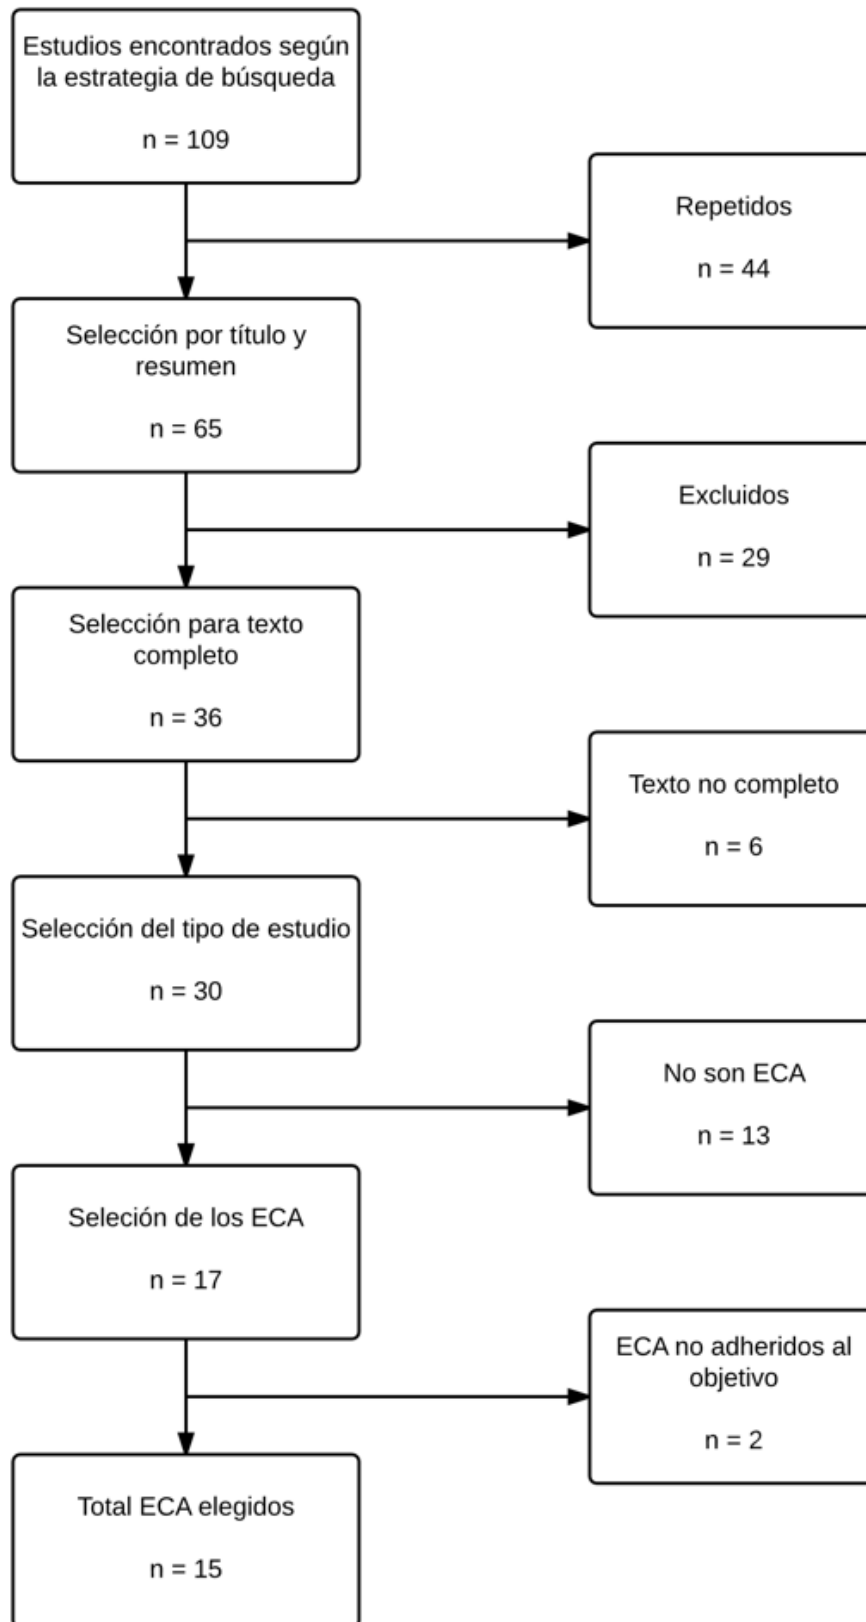 Estudios encontrados según
la estrategia de búsqueda
n = 109
Repetidos
n = 44
Selección por título y
resumen
n = 65
Excluidos
n = 29
Selección para texto
completo
n = 36
Texto no completo
n = 6
Selección del tipo de estudio
n = 30
No son ECA
n = 13
Seleción de los ECA
n = 17
ECA no adheridos al
objetivo
n = 2
Total ECA elegidos
n = 15